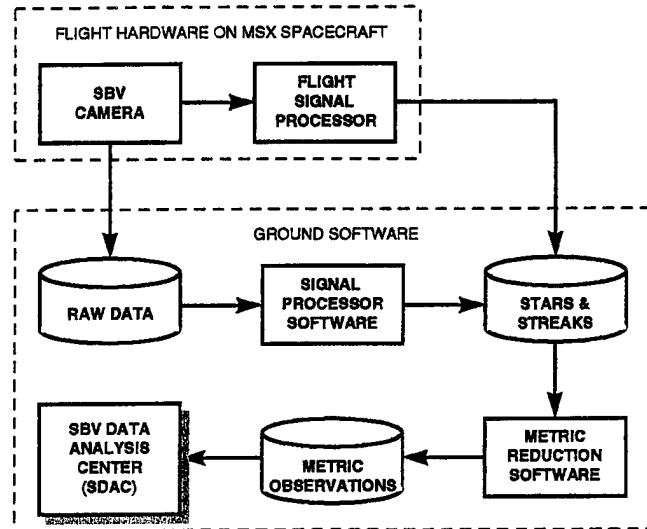 FLIGHT HARDWARE ON MSX SPACECRAFT
SBV
CAMERA
FLIGHT
SIGNAL
PROCESSOR
GROUND SOFTWARE
RAW DATA
SIGNAL
PROCESSOR
SOFTWARE
STARS &
STREAKS
SBV DATA
ANALYSIS
CENTER
(SDAC)
METRIC
OBSERVATIONS
METRIC
REDUCTION
SOFTWARE